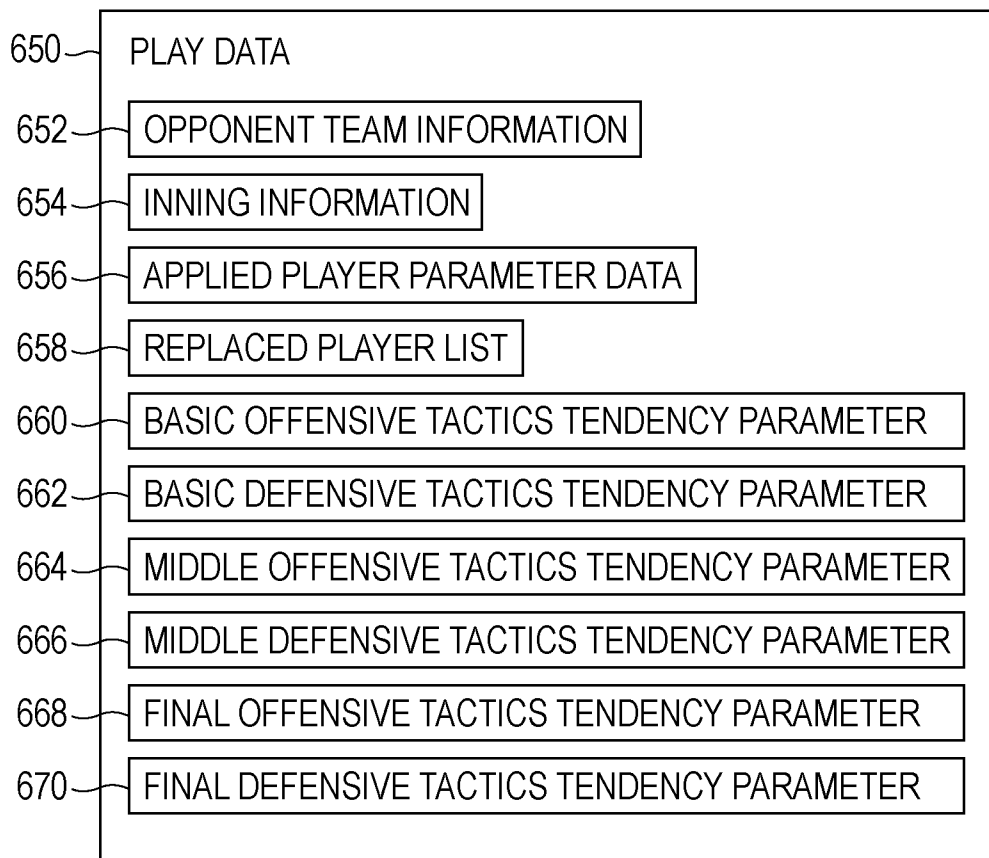 650 PLAY DATA
652 OPPONENT TEAM INFORMATION
654 INNING INFORMATION
656 APPLIED PLAYER PARAMETER DATA
658 REPLACED PLAYER LIST
660 BASIC OFFENSIVE TACTICS TENDENCY PARAMETER
662 BASIC DEFENSIVE TACTICS TENDENCY PARAMETER
664 MIDDLE OFFENSIVE TACTICS TENDENCY PARAMETER
666 MIDDLE DEFENSIVE TACTICS TENDENCY PARAMETER
668 FINAL OFFENSIVE TACTICS TENDENCY PARAMETER
670 FINAL DEFENSIVE TACTICS TENDENCY PARAMETER